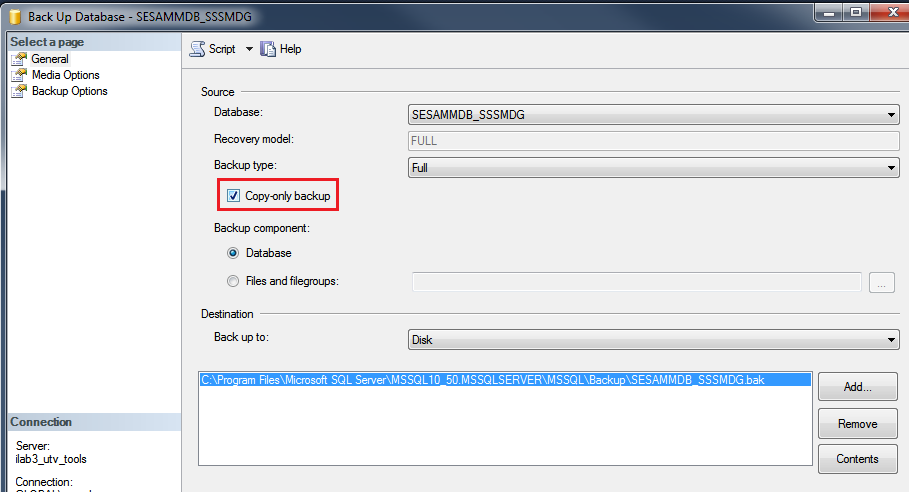 Back Up Database - SESAMMDB_SSSMDG
Select a page
General
Media Options
Backup Options
Script
Help
Source
Database:
SESAMMDB_SSSMDG
Recovery model:
FULL
Backup type:
Full
Copy-only backup
Backup component:
Database
Files and filegroups:
...
Destination
Back up to:
Disk
C:\Program Files\Microsoft SQL Server\MSSQL10_50.MSSQLSERVER\MSSQL\Backup\SESAMMDB_SSSMDG.bak
Add...
Remove
Contents
Connection
Server:
ilab3_utv_tools
Connection: